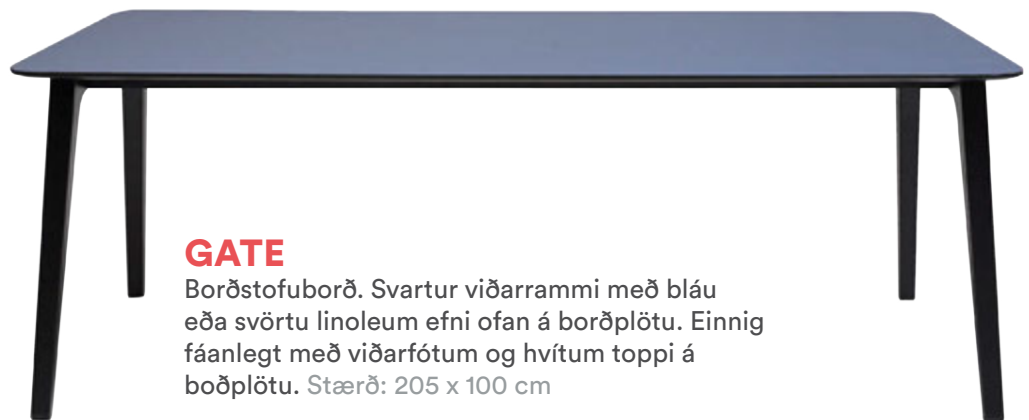 GATE
Borðstofuborð. Svartur viðarrammi með bláu
eða svörtu linoleum efni ofan á borðplötu. Einnig
fáanlegt með viðarfótum og hvítum toppi á
boðplötu. Stærð: 205 x 100 cm